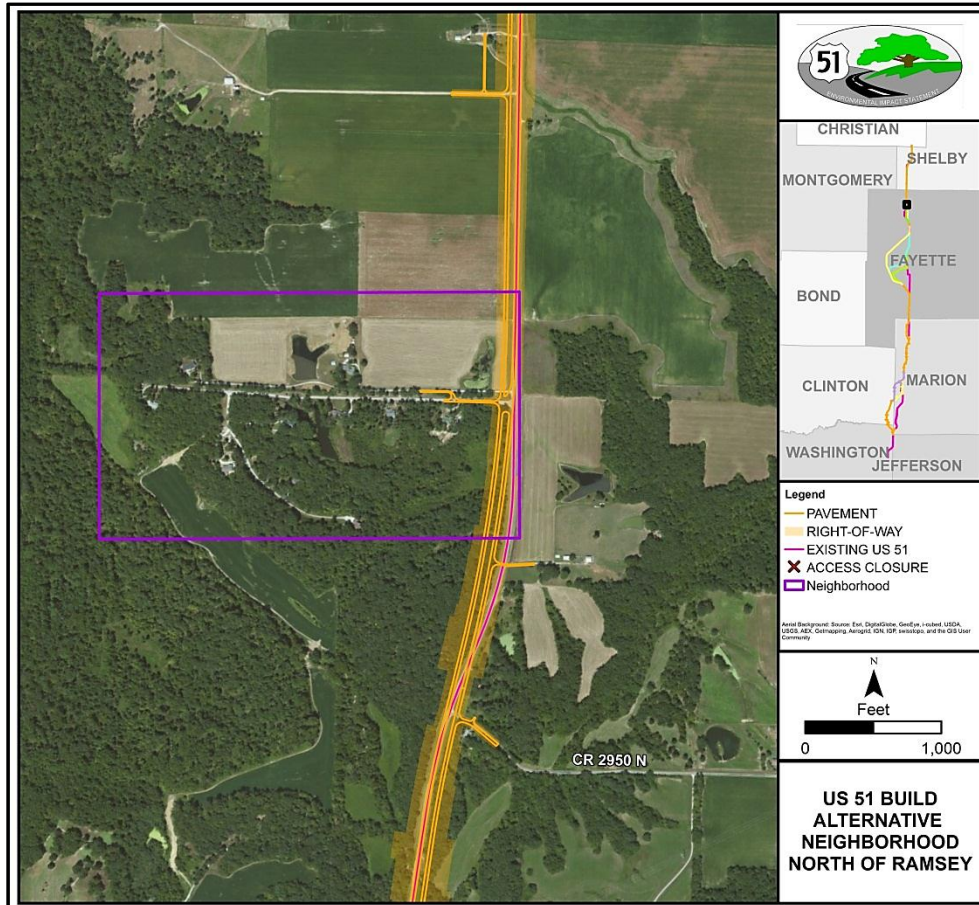 51
ENVIRONMENTAL IMPACT STATEMENT
CHRISTIAN
SHELBY
MONTGOMERY
FAYETTE
BOND
MARION
CLINTON
WASHINGTON
JEFFERSON
Legend
PAVEMENT
RIGHT-OF-WAY
EXISTING US 51
ACCESS CLOSURE
Neighborhood
Aerial Background: Source: Esri, DigitalGlobe, GeoEye, i-cubed, USDA,
USGS, AEX, Getmapping, Aerogrid, IGN, IGP, swisstopo, and the GIS User
Community
N
Feet
0 1,000
CR 2950 N
US 51 BUILD
ALTERNATIVE
NEIGHBORHOOD
NORTH OF RAMSEY